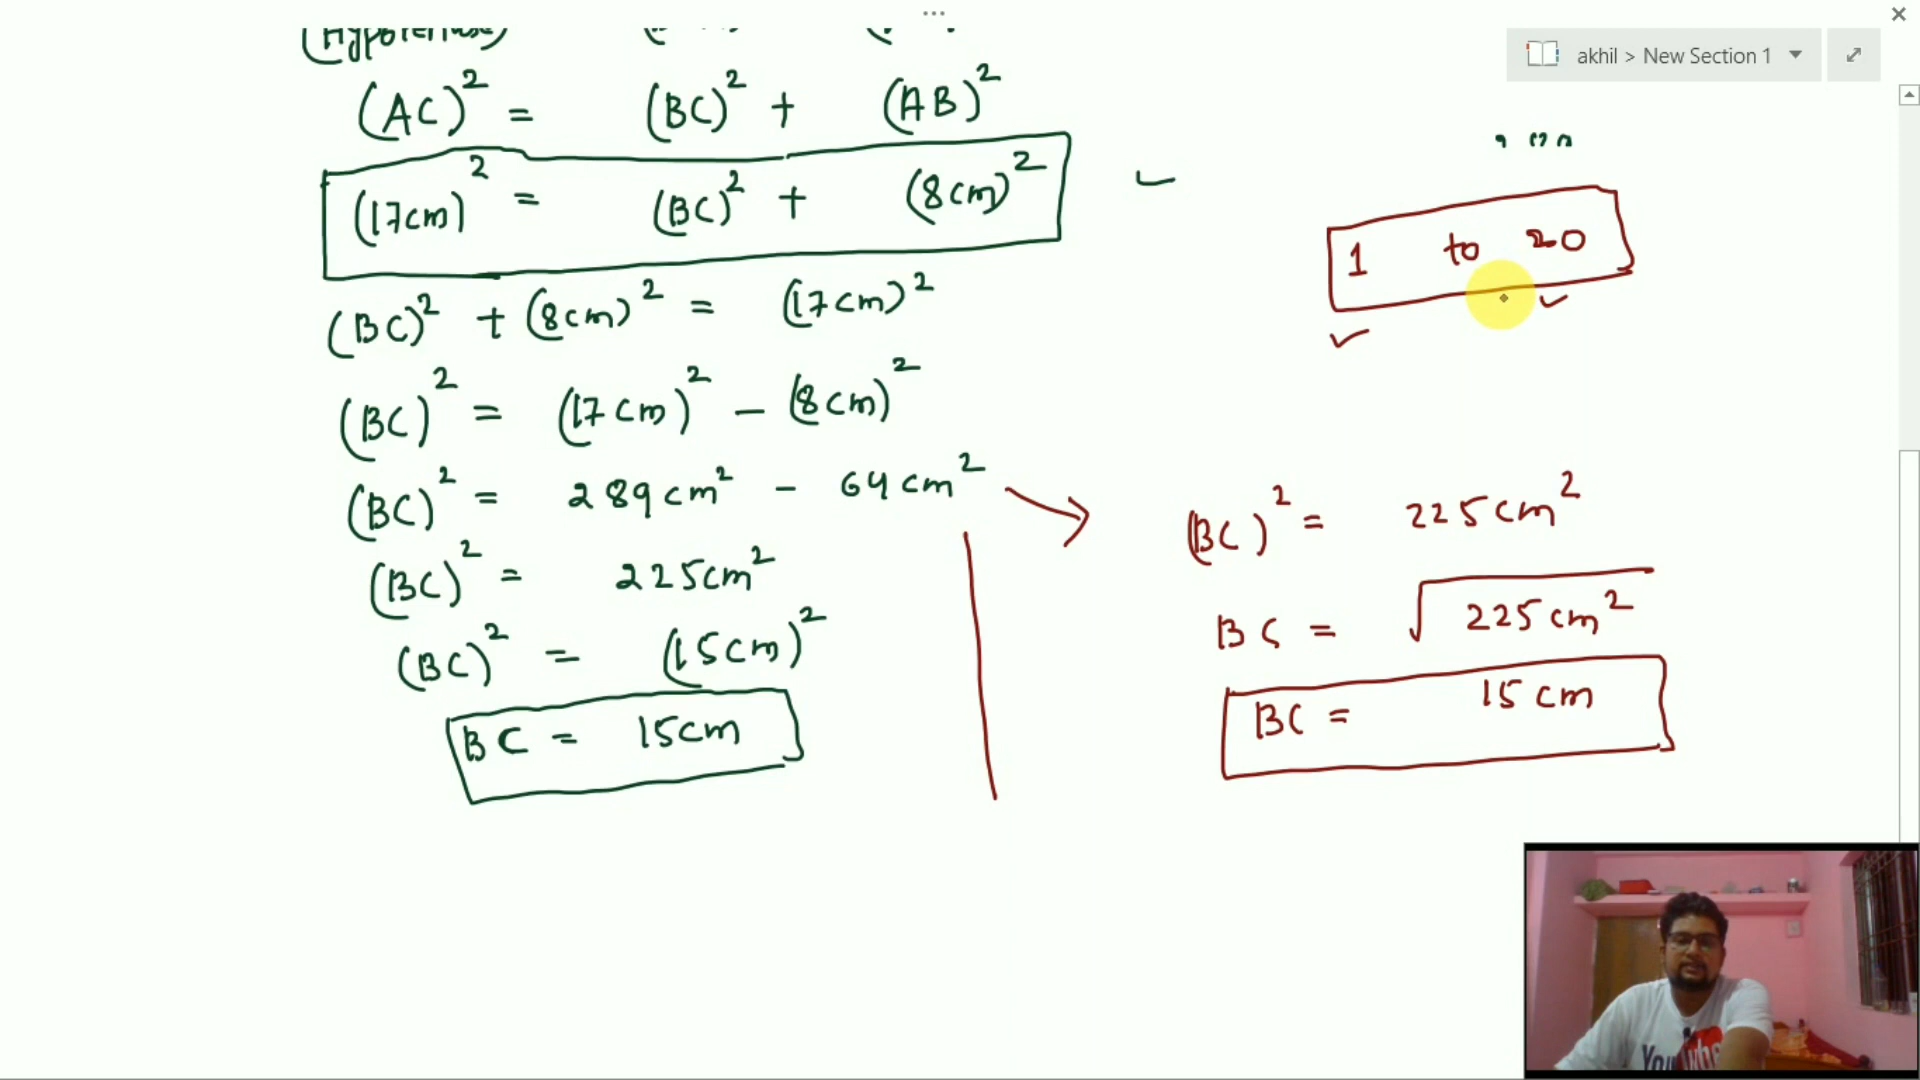 (Hypotenuse)
(AC)² = (BC)² + (AB)²
(17cm)² = (BC)² + (8cm)²
(BC)² + (8cm)² = (17cm)²
(BC)² = (17cm)² - (8cm)²
(BC)² = 289cm² - 64cm²
(BC)² = 225cm²
(BC)² = (15cm)²
BC = 15cm
akhil > New Section 1
1 to 20
(BC)² = 225cm²
BC = √225cm²
BC = 15cm